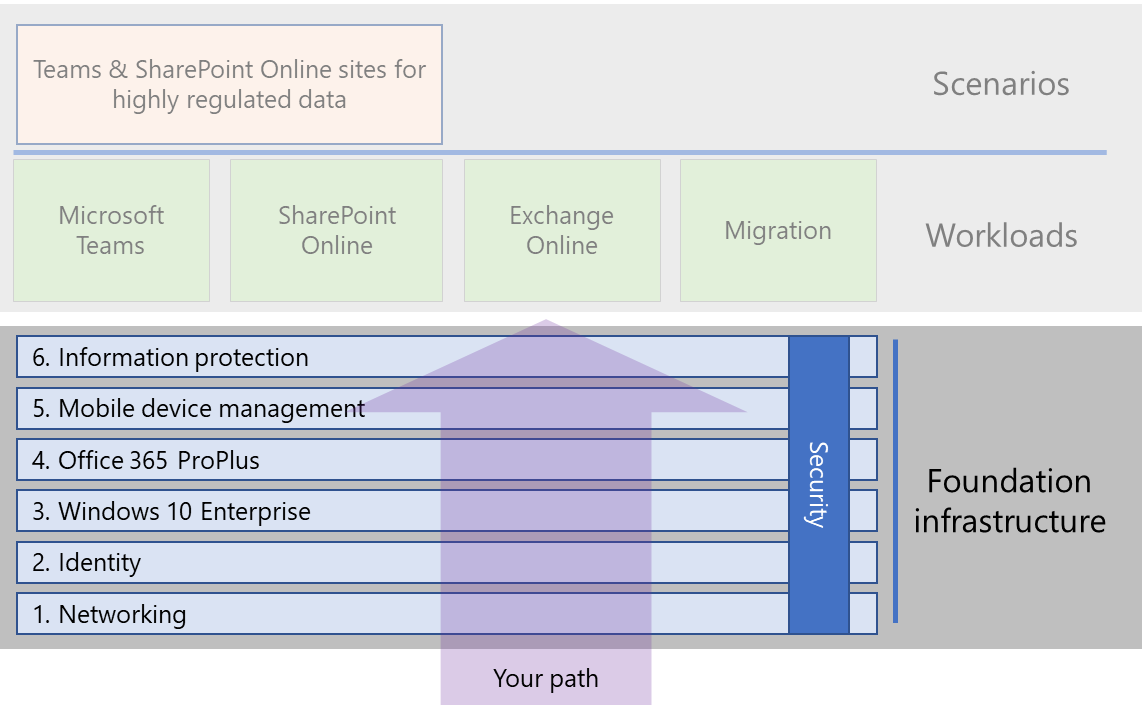 Teams & SharePoint Online sites for
highly regulated data
Scenarios
Microsoft
Teams
SharePoint
Online
Exchange
Online
Migration
Workloads
6. Information protection
5. Mobile device management
4. Office 365 ProPlus
3. Windows 10 Enterprise
2. Identity
1. Networking
Security
Foundation
infrastructure
Your path